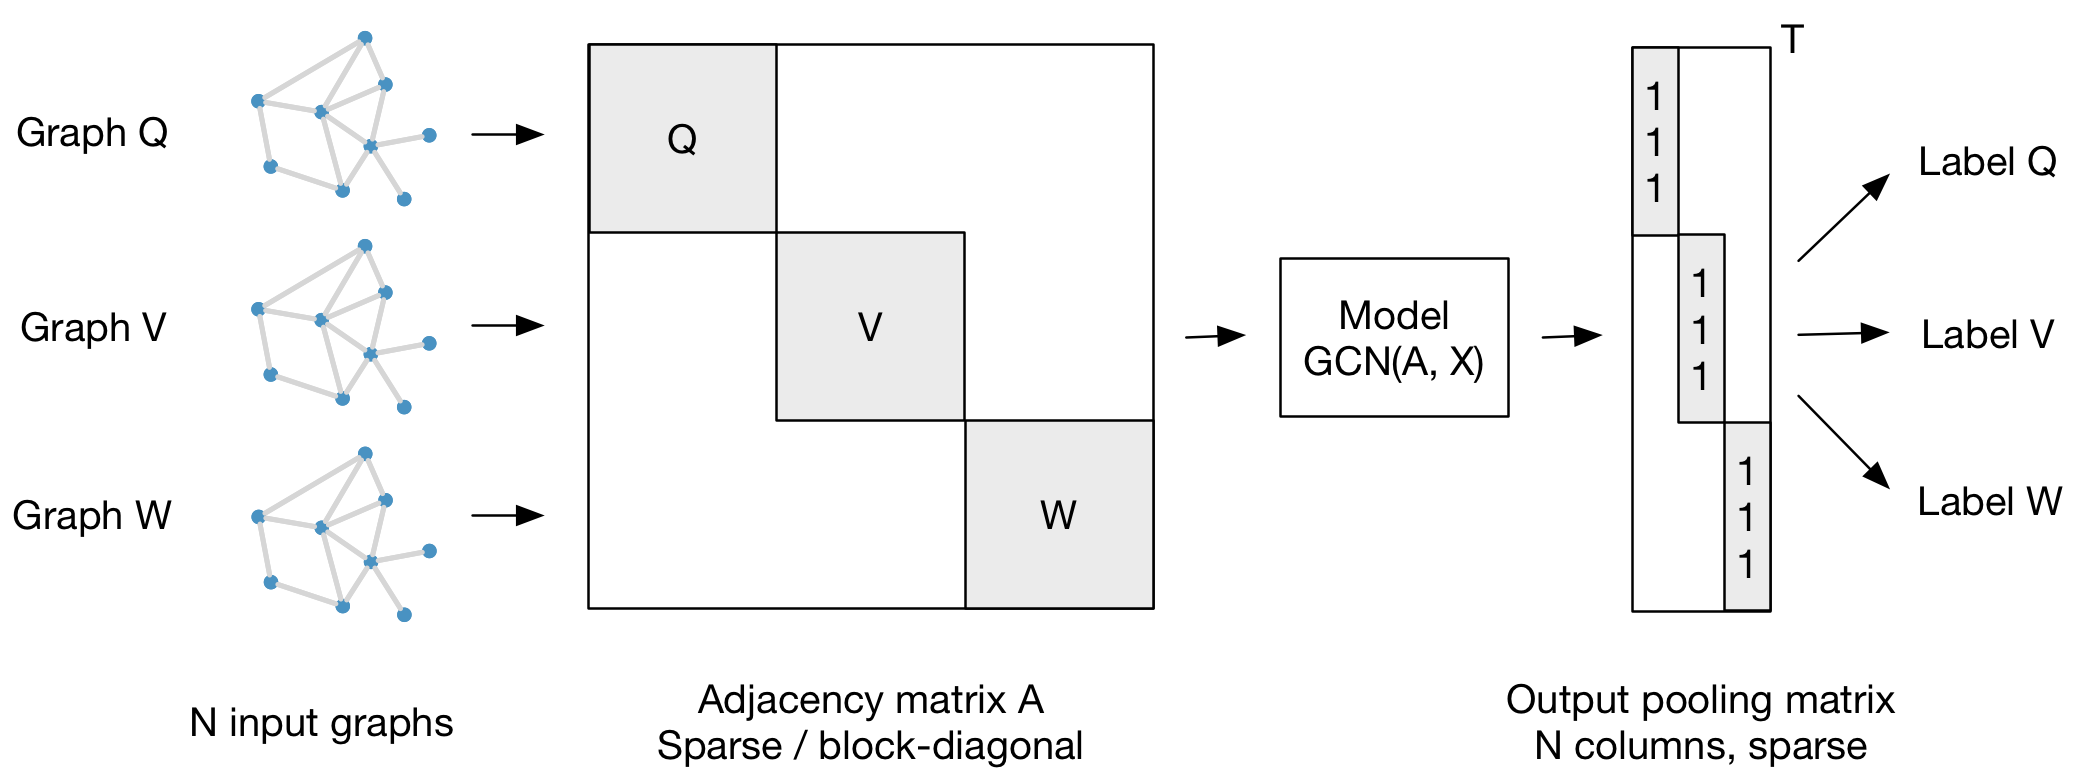 Graph Q
Graph V
Graph W
N input graphs
Q
V
W
Adjacency matrix A
Sparse / block-diagonal
Model
GCN(A, X)
T
1
1
1
1
1
1
1
1
1
Output pooling matrix
N columns, sparse
Label Q
Label V
Label W